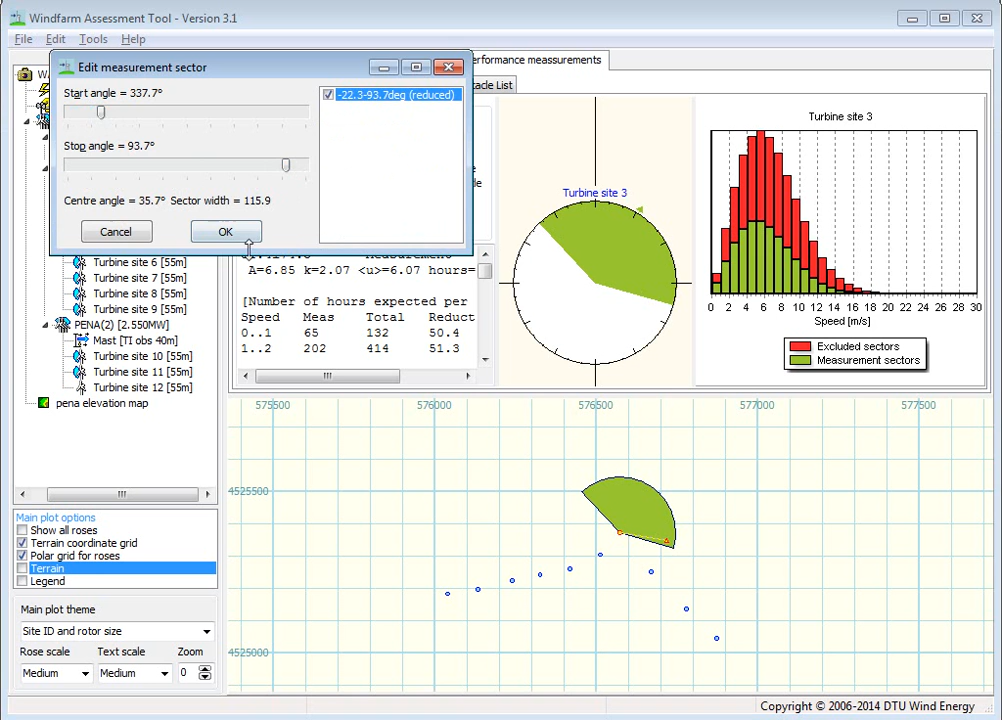 Windfarm Assessment Tool - Version 3.1
File Edit Tools Help
Edit measurement sector
Start angle = 337.7°
Stop angle = 93.7°
Centre angle = 35.7° Sector width = 115.9
Cancel OK
-22.3-93.7deg (reduced)
erformance measurements
acle List
Turbine site 6 [55m]
Turbine site 7 [55m]
Turbine site 8 [55m]
Turbine site 9 [55m]
PENA(2) [2.550MW]
Mast [TI obs 40m]
Turbine site 10 [55m]
Turbine site 11 [55m]
Turbine site 12 [55m]
pena elevation map
A=6.85 k=2.07 <u>=6.07 hours=
[Number of hours expected per
Speed Meas Total Reduct
0..1 65 132 50.4
1..2 202 414 51.3
Turbine site 3
Turbine site 3
0 2 4 6 8 10 12 14 16 18 20 22 24 26 28 30
Speed [m/s]
Excluded sectors
Measurement sectors
575500 576000 576500 577000 577500
4525500
4525000
Main plot options
Show all roses
Terrain coordinate grid
Polar grid for roses
Terrain
Legend
Main plot theme
Site ID and rotor size
Rose scale Text scale Zoom
Medium Medium 0
Copyright © 2006-2014 DTU Wind Energy